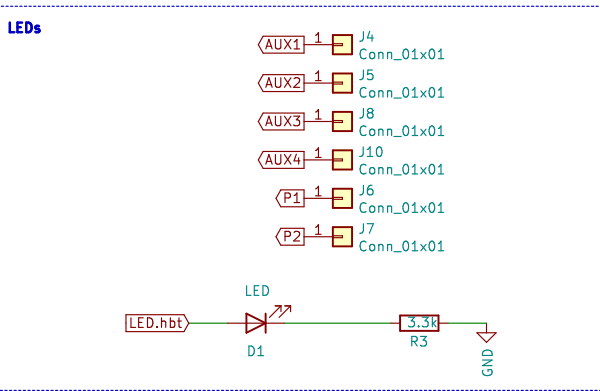 LEDs
AUX1 1 J4
Conn_01x01
AUX2 1 J5
Conn_01x01
AUX3 1 J8
Conn_01x01
AUX4 1 J10
Conn_01x01
P1 1 J6
Conn_01x01
P2 1 J7
Conn_01x01
LED
LED.hbt 3.3k
D1 R3
GND